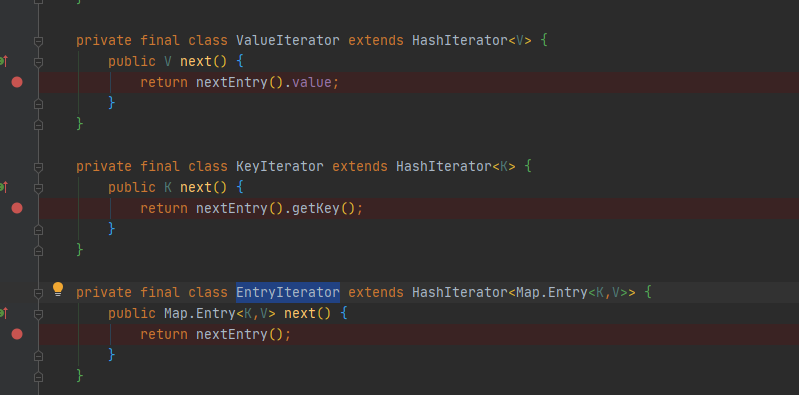 }
private final class ValueIterator extends HashIterator<V> {
public V next() {
return nextEntry().value;
}
}
private final class KeyIterator extends HashIterator<K> {
public K next() {
return nextEntry().getKey();
}
}
private final class EntryIterator extends HashIterator<Map.Entry<K,V>> {
public Map.Entry<K,V> next() {
return nextEntry();
}
}